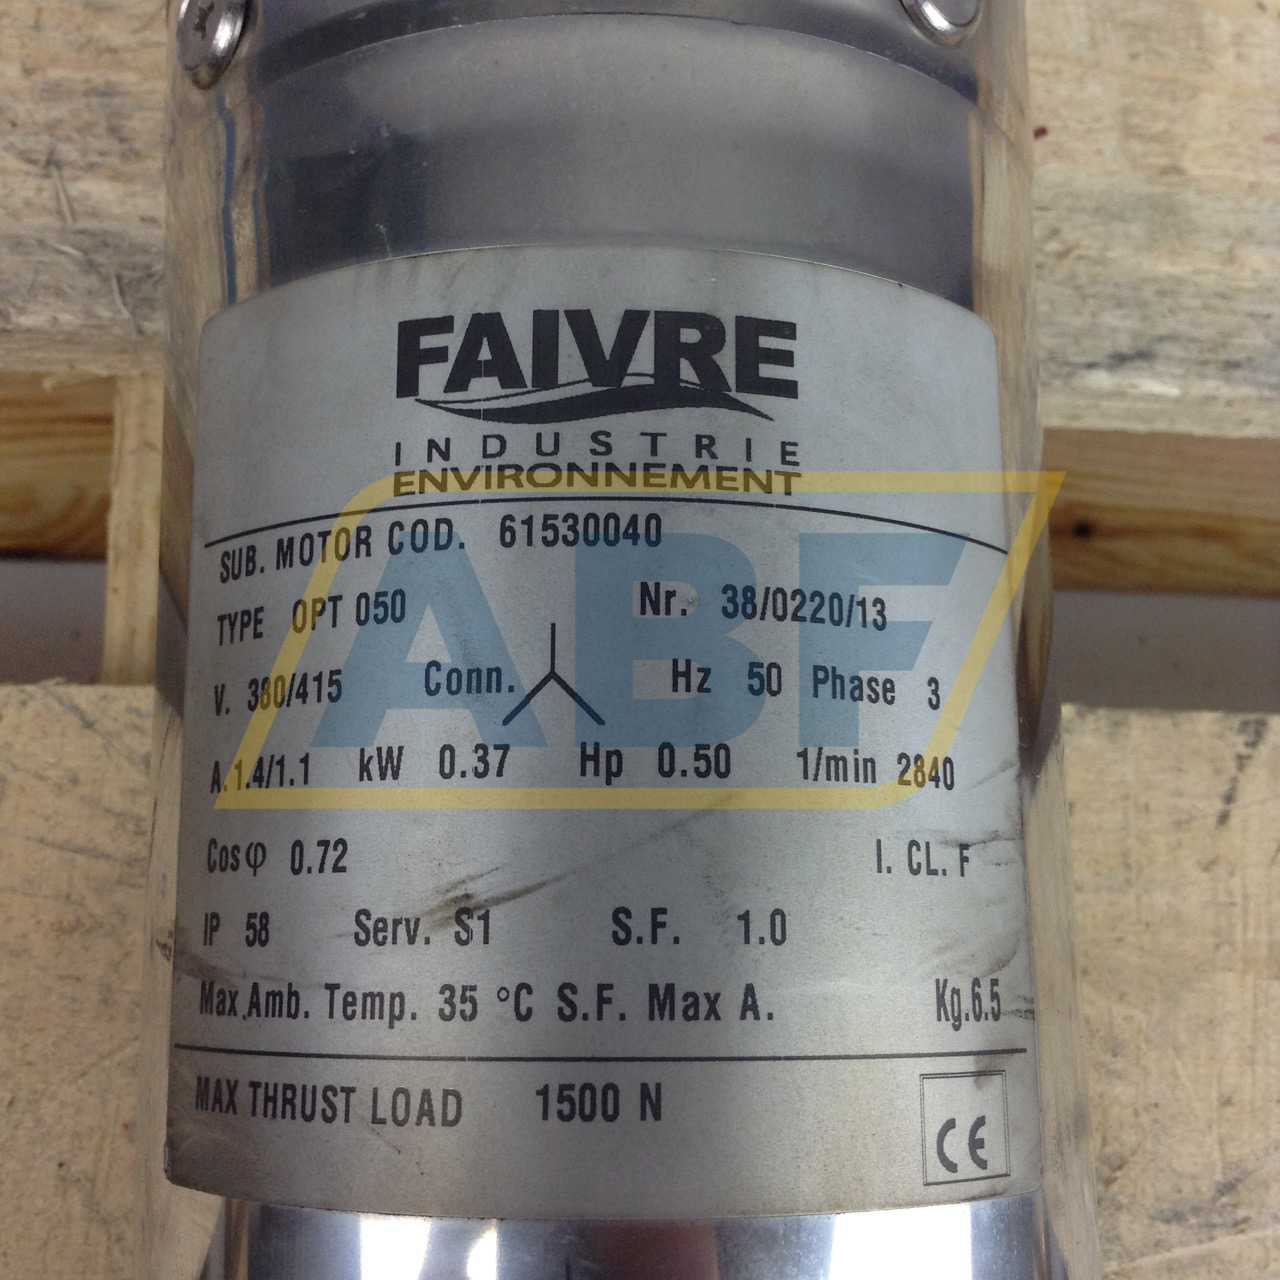 FAIVRE
INDUSTRIE
ENVIRONNEMENT
SUB. MOTOR COD. 61530040
TYPE OPT 050 Nr. 38/0220/13
V. 380/415 Conn. Hz 50 Phase 3
A. 1.4/1.1 kW 0.37 Hp 0.50 1/min 2840
Cosφ 0.72 I. CL. F
IP 58 Serv. S1 S.F. 1.0
Max Amb. Temp. 35 °C S.F. Max A. Kg.6.5
MAX THRUST LOAD 1500 N
CE
ABF